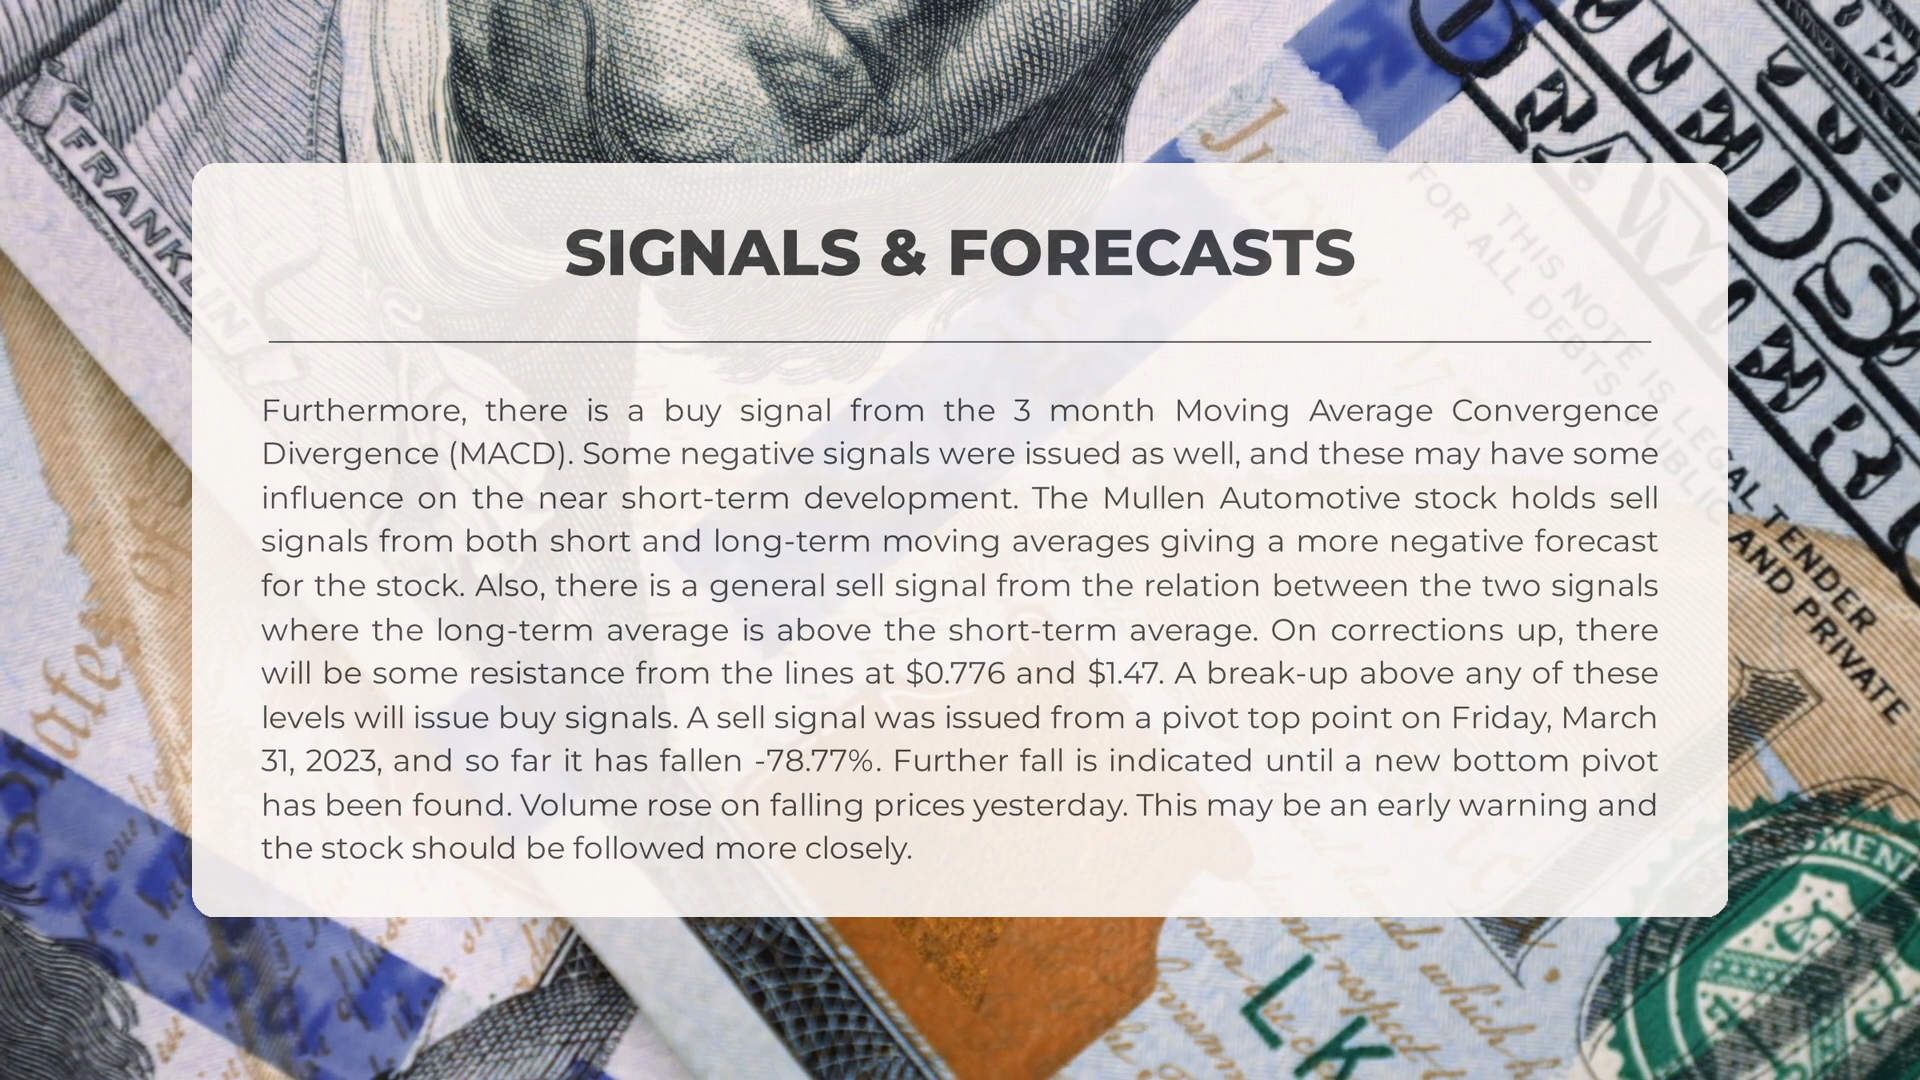 FRANKLIN
SIGNALS & FORECASTS
THIS NOTE IS LEGAL TENDER
FOR ALL DEBTS, PUBLIC AND PRIVATE
Furthermore, there is a buy signal from the 3 month Moving Average Convergence
Divergence (MACD). Some negative signals were issued as well, and these may have some
influence on the near short-term development. The Mullen Automotive stock holds sell
signals from both short and long-term moving averages giving a more negative forecast
for the stock. Also, there is a general sell signal from the relation between the two signals
where the long-term average is above the short-term average. On corrections up, there
will be some resistance from the lines at $0.776 and $1.47. A break-up above any of these
levels will issue buy signals. A sell signal was issued from a pivot top point on Friday, March
31, 2023, and so far it has fallen -78.77%. Further fall is indicated until a new bottom pivot
has been found. Volume rose on falling prices yesterday. This may be an early warning and
the stock should be followed more closely.
L K